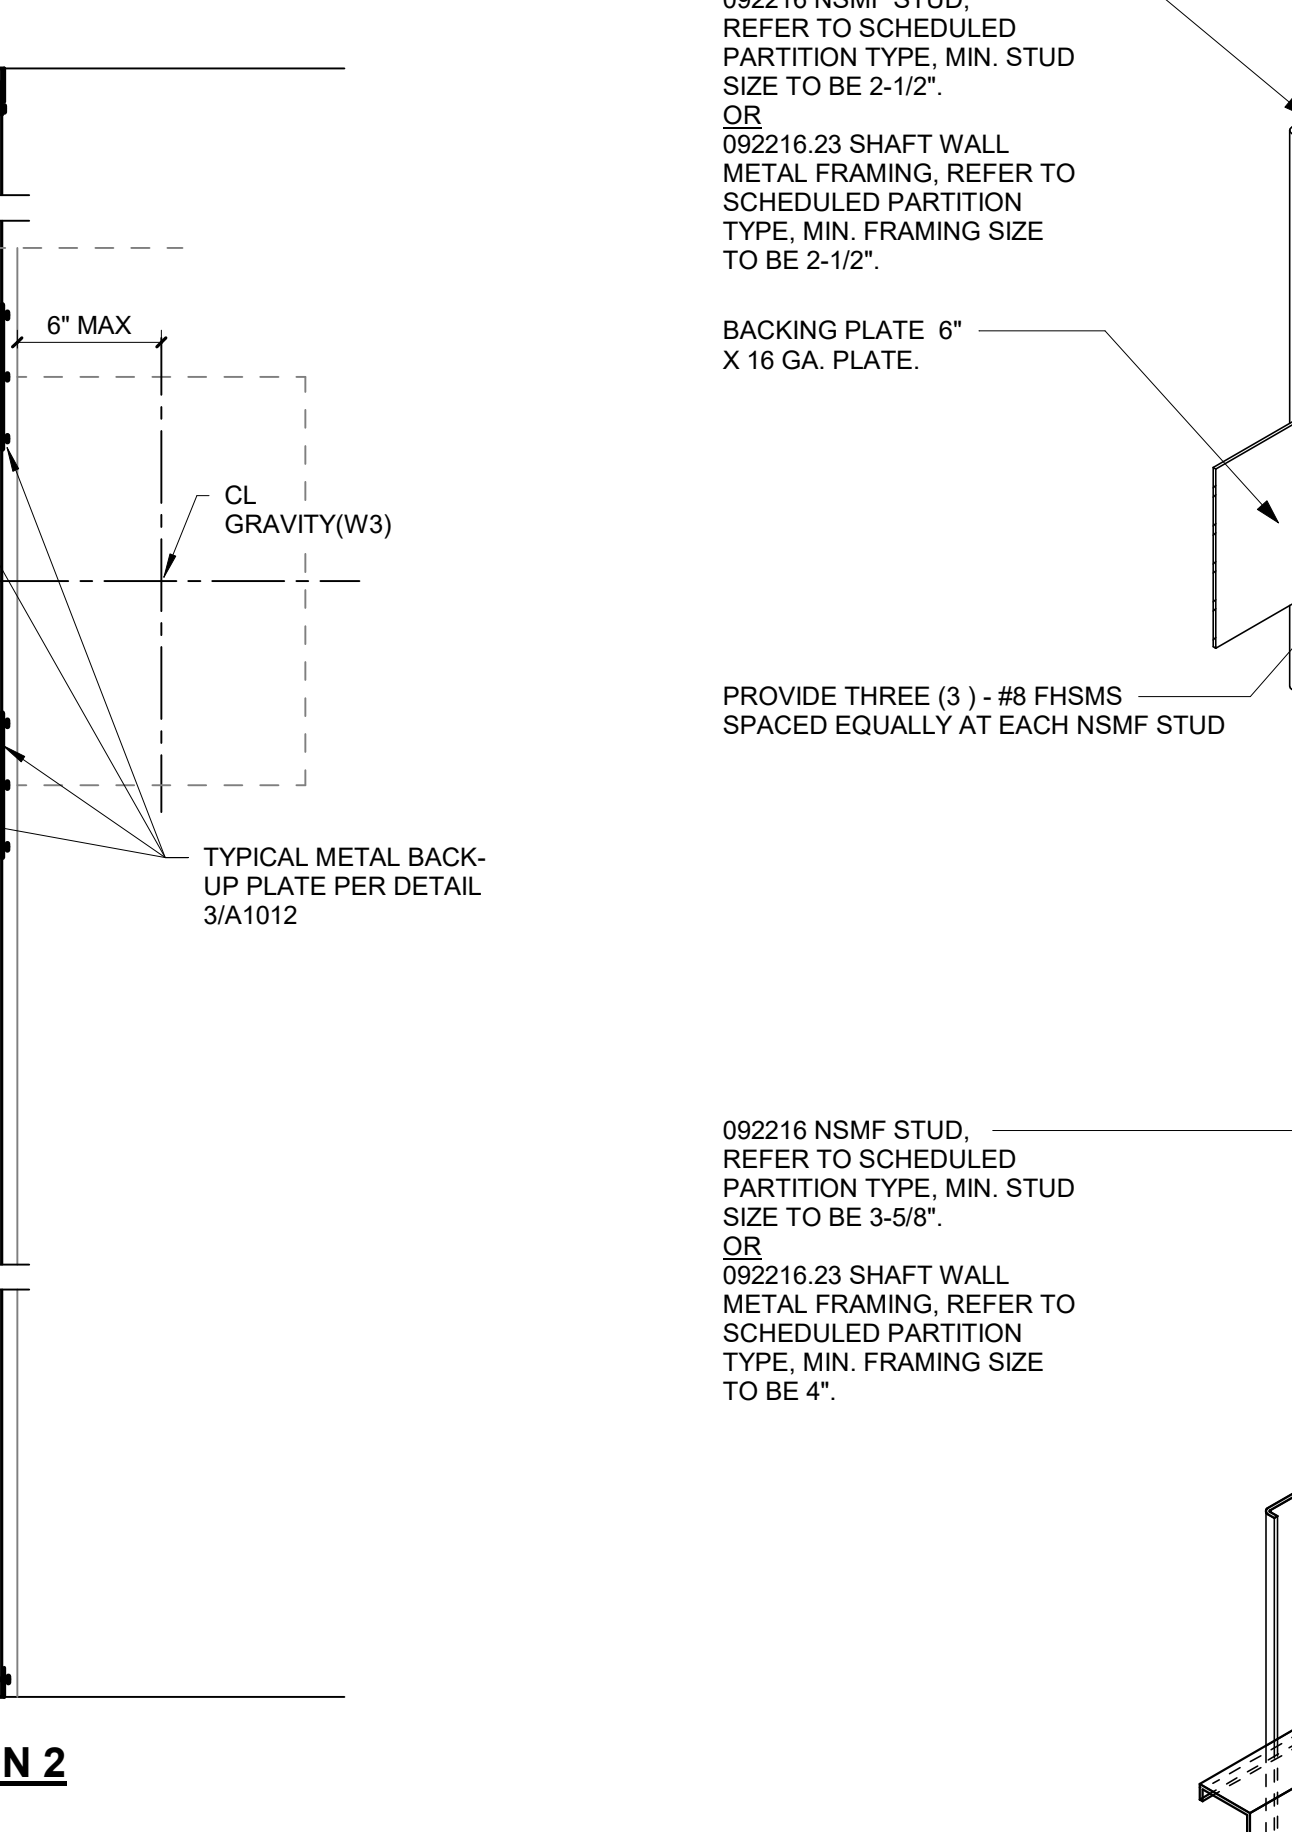 6" MAX
CL
GRAVITY(W3)
TYPICAL METAL BACK-
UP PLATE PER DETAIL
3/A1012
N 2
092216 NSMF STUD,
REFER TO SCHEDULED
PARTITION TYPE, MIN. STUD
SIZE TO BE 2-1/2".
OR
092216.23 SHAFT WALL
METAL FRAMING, REFER TO
SCHEDULED PARTITION
TYPE, MIN. FRAMING SIZE
TO BE 2-1/2".
BACKING PLATE 6"
X 16 GA. PLATE.
PROVIDE THREE (3 ) - #8 FHSMS
SPACED EQUALLY AT EACH NSMF STUD
092216 NSMF STUD,
REFER TO SCHEDULED
PARTITION TYPE, MIN. STUD
SIZE TO BE 3-5/8".
OR
092216.23 SHAFT WALL
METAL FRAMING, REFER TO
SCHEDULED PARTITION
TYPE, MIN. FRAMING SIZE
TO BE 4".